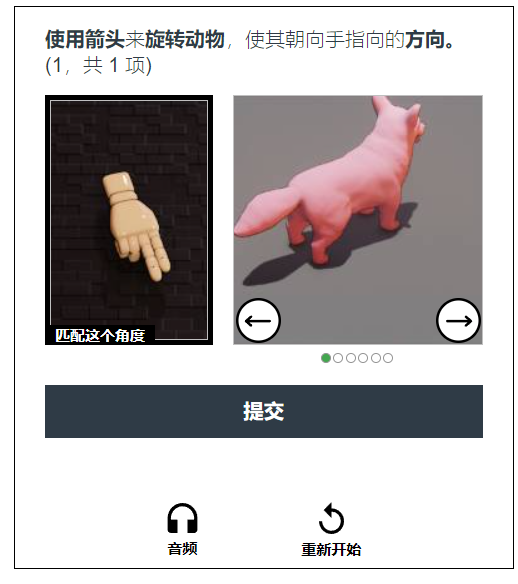 使用箭头来旋转动物，使其朝向手指向的方向。
(1，共 1 项)
匹配这个角度
提交
音频
重新开始